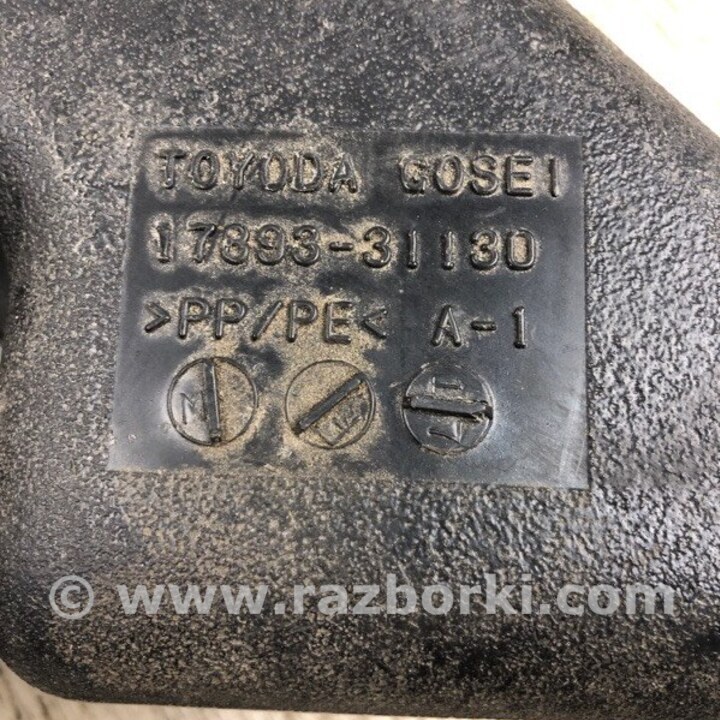 TOYODA GOSEI
17893-31130
>PP/PE< A-1
M
© www.razborki.com